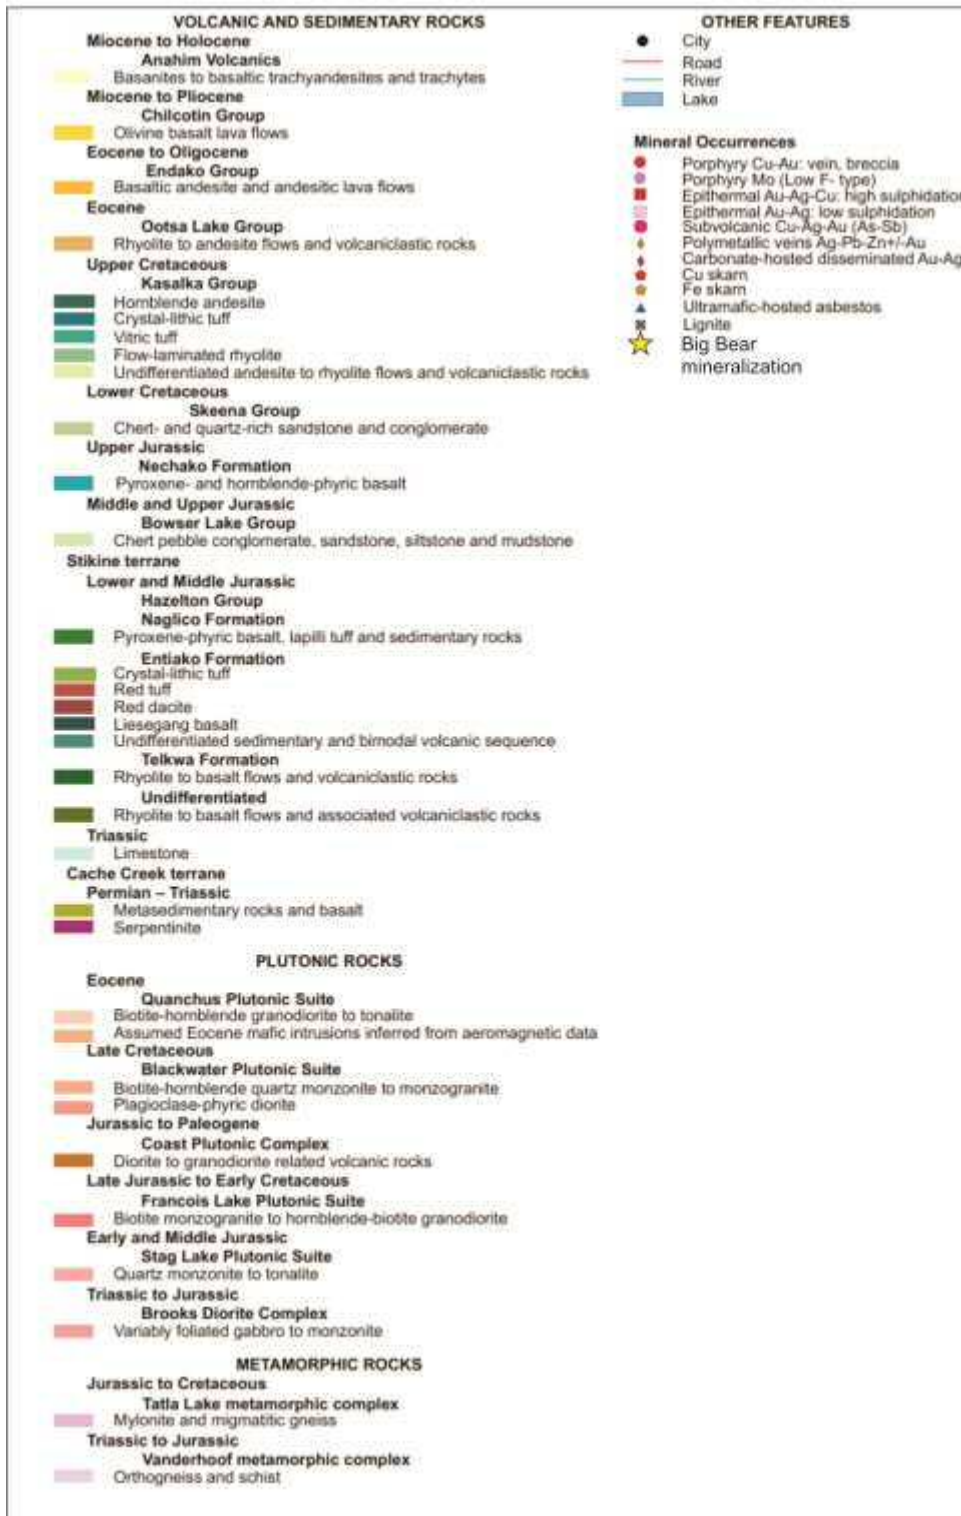 VOLCANIC AND SEDIMENTARY ROCKS
Miocene to Holocene
Anahim Volcanics
Basanites to basaltic trachyandesites and trachytes
Miocene to Pliocene
Chilcotin Group
Olivine basalt lava flows
Eocene to Oligocene
Endako Group
Basaltic andesite and andesitic lava flows
Eocene
Ootsa Lake Group
Rhyolite to andesite flows and volcaniclastic rocks
Upper Cretaceous
Kasalka Group
Hornblende andesite
Crystal-lithic tuff
Vitric tuff
Flow-laminated rhyolite
Undifferentiated andesite to rhyolite flows and volcaniclastic rocks
Lower Cretaceous
Skeena Group
Chert- and quartz-rich sandstone and conglomerate
Upper Jurassic
Nechako Formation
Pyroxene- and hornblende-phyric basalt
Middle and Upper Jurassic
Bowser Lake Group
Chert pebble conglomerate, sandstone, siltstone and mudstone
Stikine terrane
Lower and Middle Jurassic
Hazelton Group
Naglico Formation
Pyroxene-phyric basalt, lapilli tuff and sedimentary rocks
Entiako Formation
Crystal-lithic tuff
Red tuff
Red dacite
Liesegang basalt
Undifferentiated sedimentary and bimodal volcanic sequence
Telkwa Formation
Rhyolite to basalt flows and volcaniclastic rocks
Undifferentiated
Rhyolite to basalt flows and associated volcaniclastic rocks
Triassic
Limestone
Cache Creek terrane
Permian – Triassic
Metasedimentary rocks and basalt
Serpentinite
PLUTONIC ROCKS
Eocene
Quanchus Plutonic Suite
Biotite-hornblende granodiorite to tonalite
Assumed Eocene mafic intrusions inferred from aeromagnetic data
Late Cretaceous
Blackwater Plutonic Suite
Biotite-hornblende quartz monzonite to monzogranite
Plagioclase-phyric diorite
Jurassic to Paleogene
Coast Plutonic Complex
Diorite to granodiorite related volcanic rocks
Late Jurassic to Early Cretaceous
Francois Lake Plutonic Suite
Biotite monzogranite to hornblende-biotite granodiorite
Early and Middle Jurassic
Stag Lake Plutonic Suite
Quartz monzonite to tonalite
Triassic to Jurassic
Brooks Diorite Complex
Variably foliated gabbro to monzonite
METAMORPHIC ROCKS
Jurassic to Cretaceous
Tatla Lake metamorphic complex
Mylonite and migmatitic gneiss
Triassic to Jurassic
Vanderhoof metamorphic complex
Orthogneiss and schist
OTHER FEATURES
City
Road
River
Lake
Mineral Occurrences
Porphyry Cu-Au: vein, breccia
Porphyry Mo (Low F- type)
Epithermal Au-Ag-Cu: high sulphidation
Epithermal Au-Ag: low sulphidation
Subvolcanic Cu-Ag-Au (As-Sb)
Polymetallic veins Ag-Pb-Zn+/-Au
Carbonate-hosted disseminated Au-Ag
Cu skarn
Fe skarn
Ultramafic-hosted asbestos
Lignite
Big Bear
mineralization